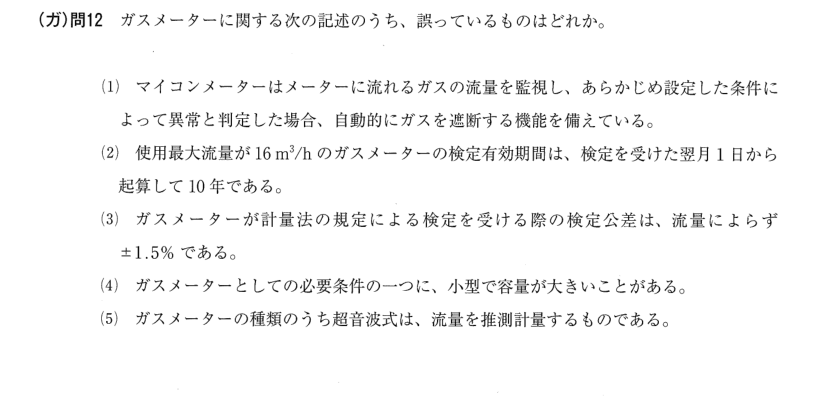 (ガ)問12 ガスメーターに関する次の記述のうち、誤っているものはどれか。
(1) マイコンメーターはメーターに流れるガスの流量を監視し、あらかじめ設定した条件に
よって異常と判定した場合、自動的にガスを遮断する機能を備えている。
(2) 使用最大流量が 16 m³/h のガスメーターの検定有効期間は、検定を受けた翌月 1 日から
起算して 10 年である。
(3) ガスメーターが計量法の規定による検定を受ける際の検定公差は、流量によらず
±1.5% である。
(4) ガスメーターとしての必要条件の一つに、小型で容量が大きいことがある。
(5) ガスメーターの種類のうち超音波式は、流量を推測計量するものである。